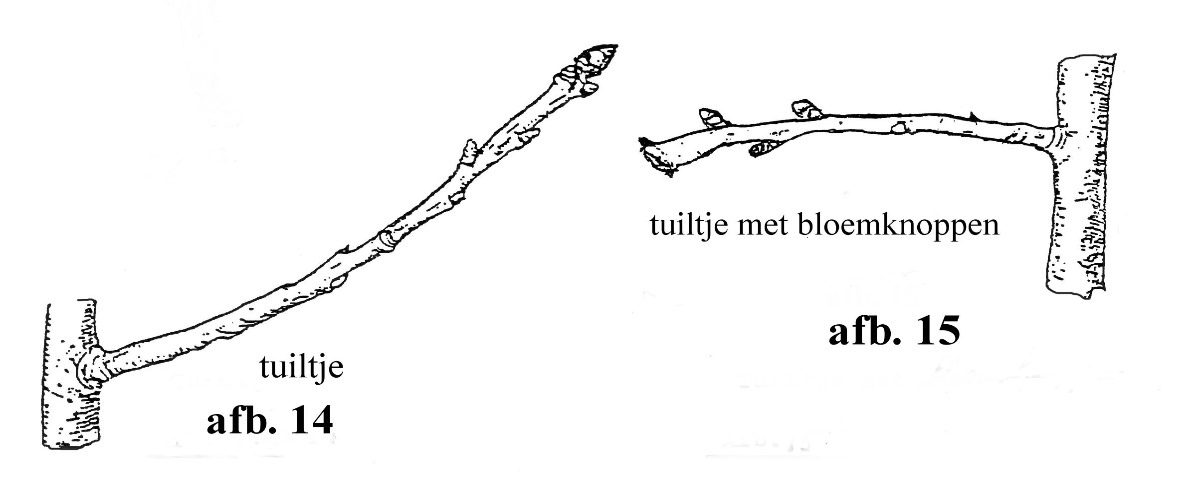 tuiltje
afb. 14
tuiltje met bloemknoppen
afb. 15